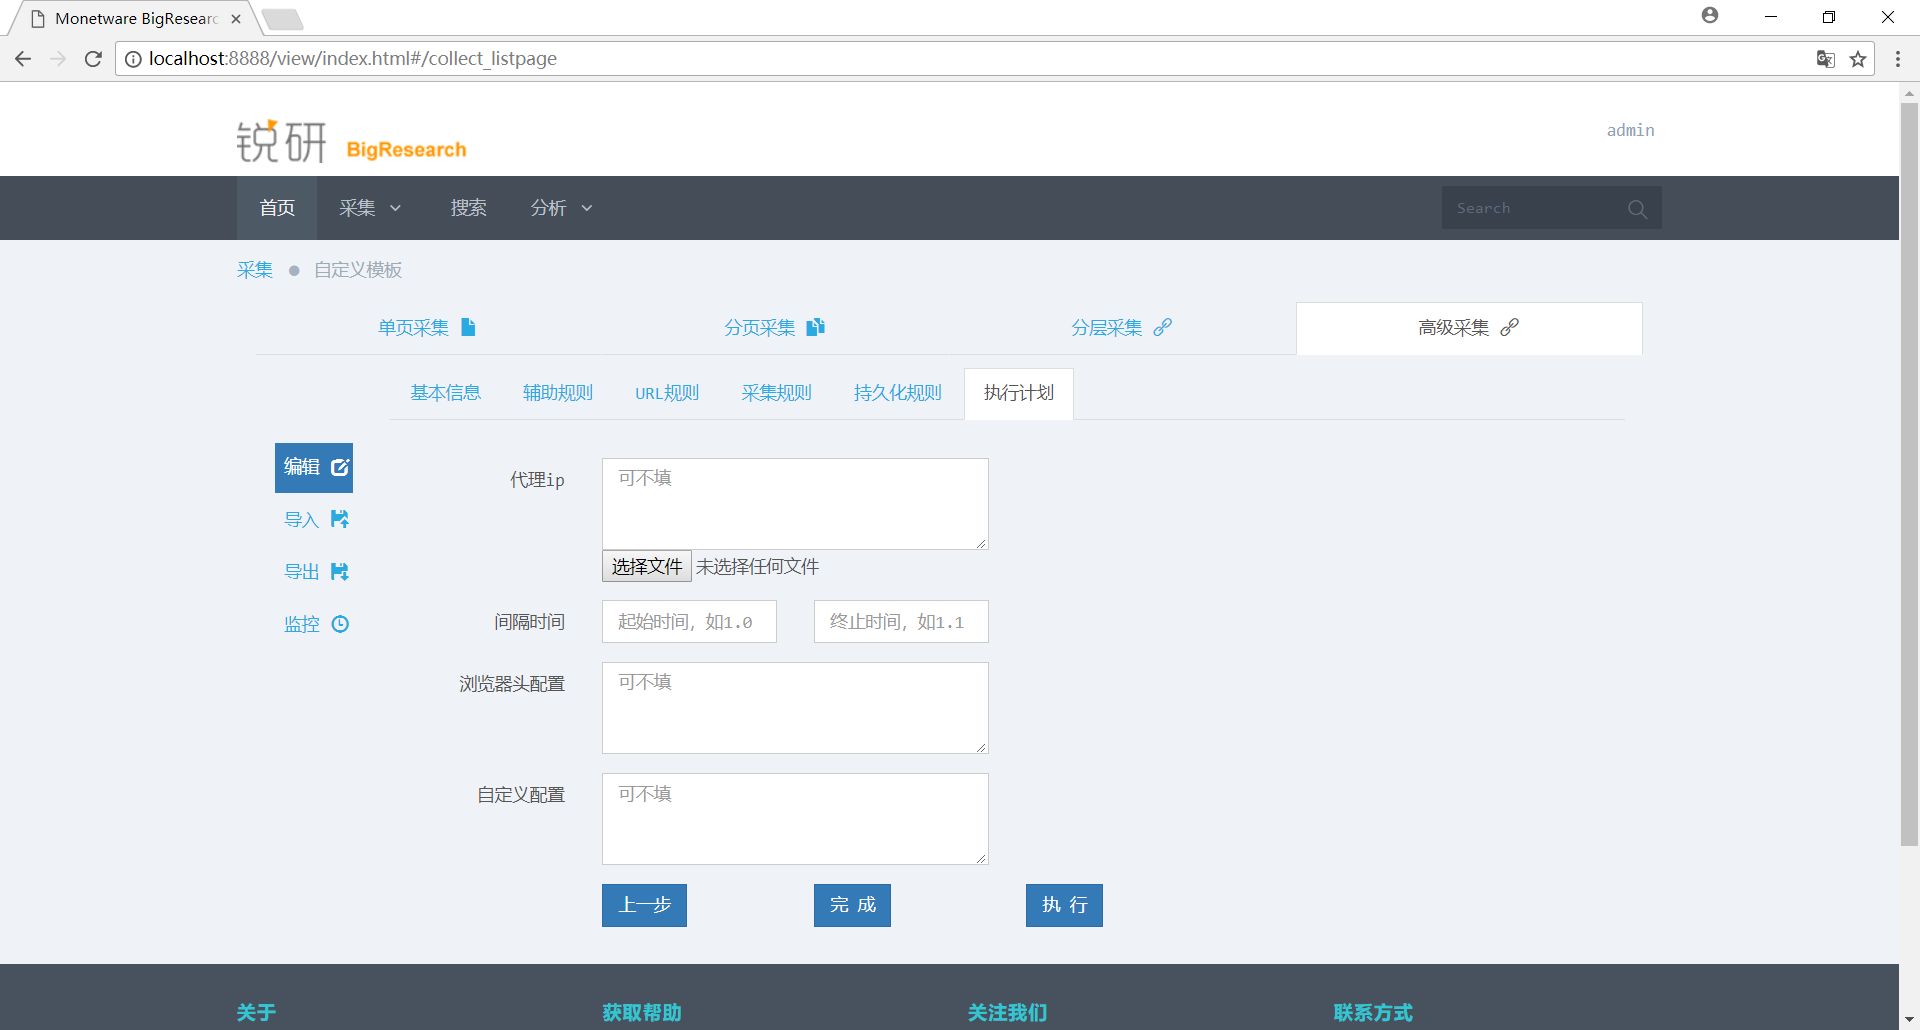 Monetware BigResearc
localhost:8888/view/index.html#/collect_listpage
锐研 BigResearch
admin
首页 采集 搜索 分析 Search
采集 自定义模板
单页采集 分页采集 分层采集 高级采集
基本信息 辅助规则 URL规则 采集规则 持久化规则 执行计划
编辑
导入
导出
监控
代理ip 可不填
选择文件 未选择任何文件
间隔时间 起始时间，如1.0 终止时间，如1.1
浏览器头配置 可不填
自定义配置 可不填
上一步 完 成 执 行
关于 获取帮助 关注我们 联系方式